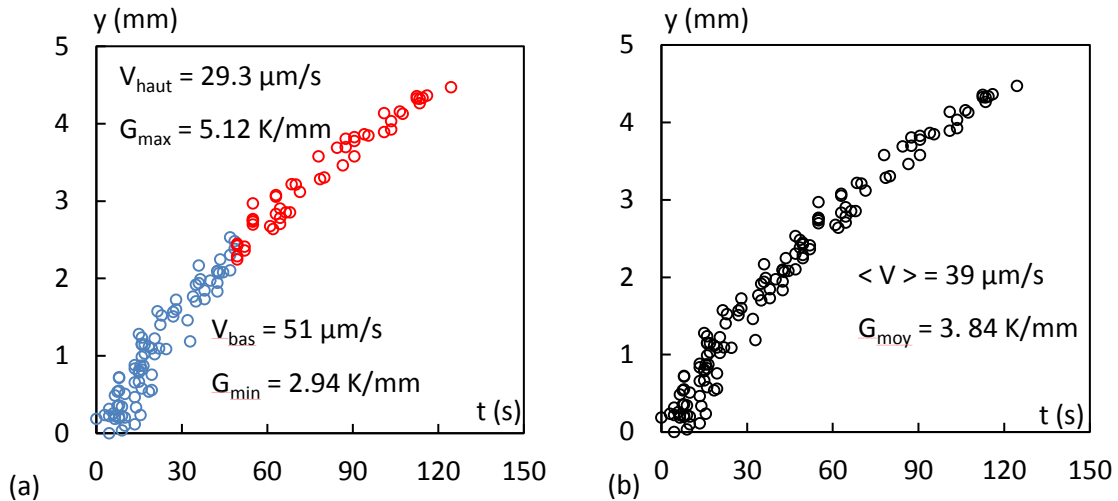 y (mm)
5
4
3
2
1
0
V_haut = 29.3 µm/s
G_max = 5.12 K/mm
V_bas = 51 µm/s
G_min = 2.94 K/mm
t (s)
0 30 60 90 120 150
(a)
y (mm)
5
4
3
2
1
0
< V > = 39 µm/s
G_moy = 3. 84 K/mm
t (s)
0 30 60 90 120 150
(b)